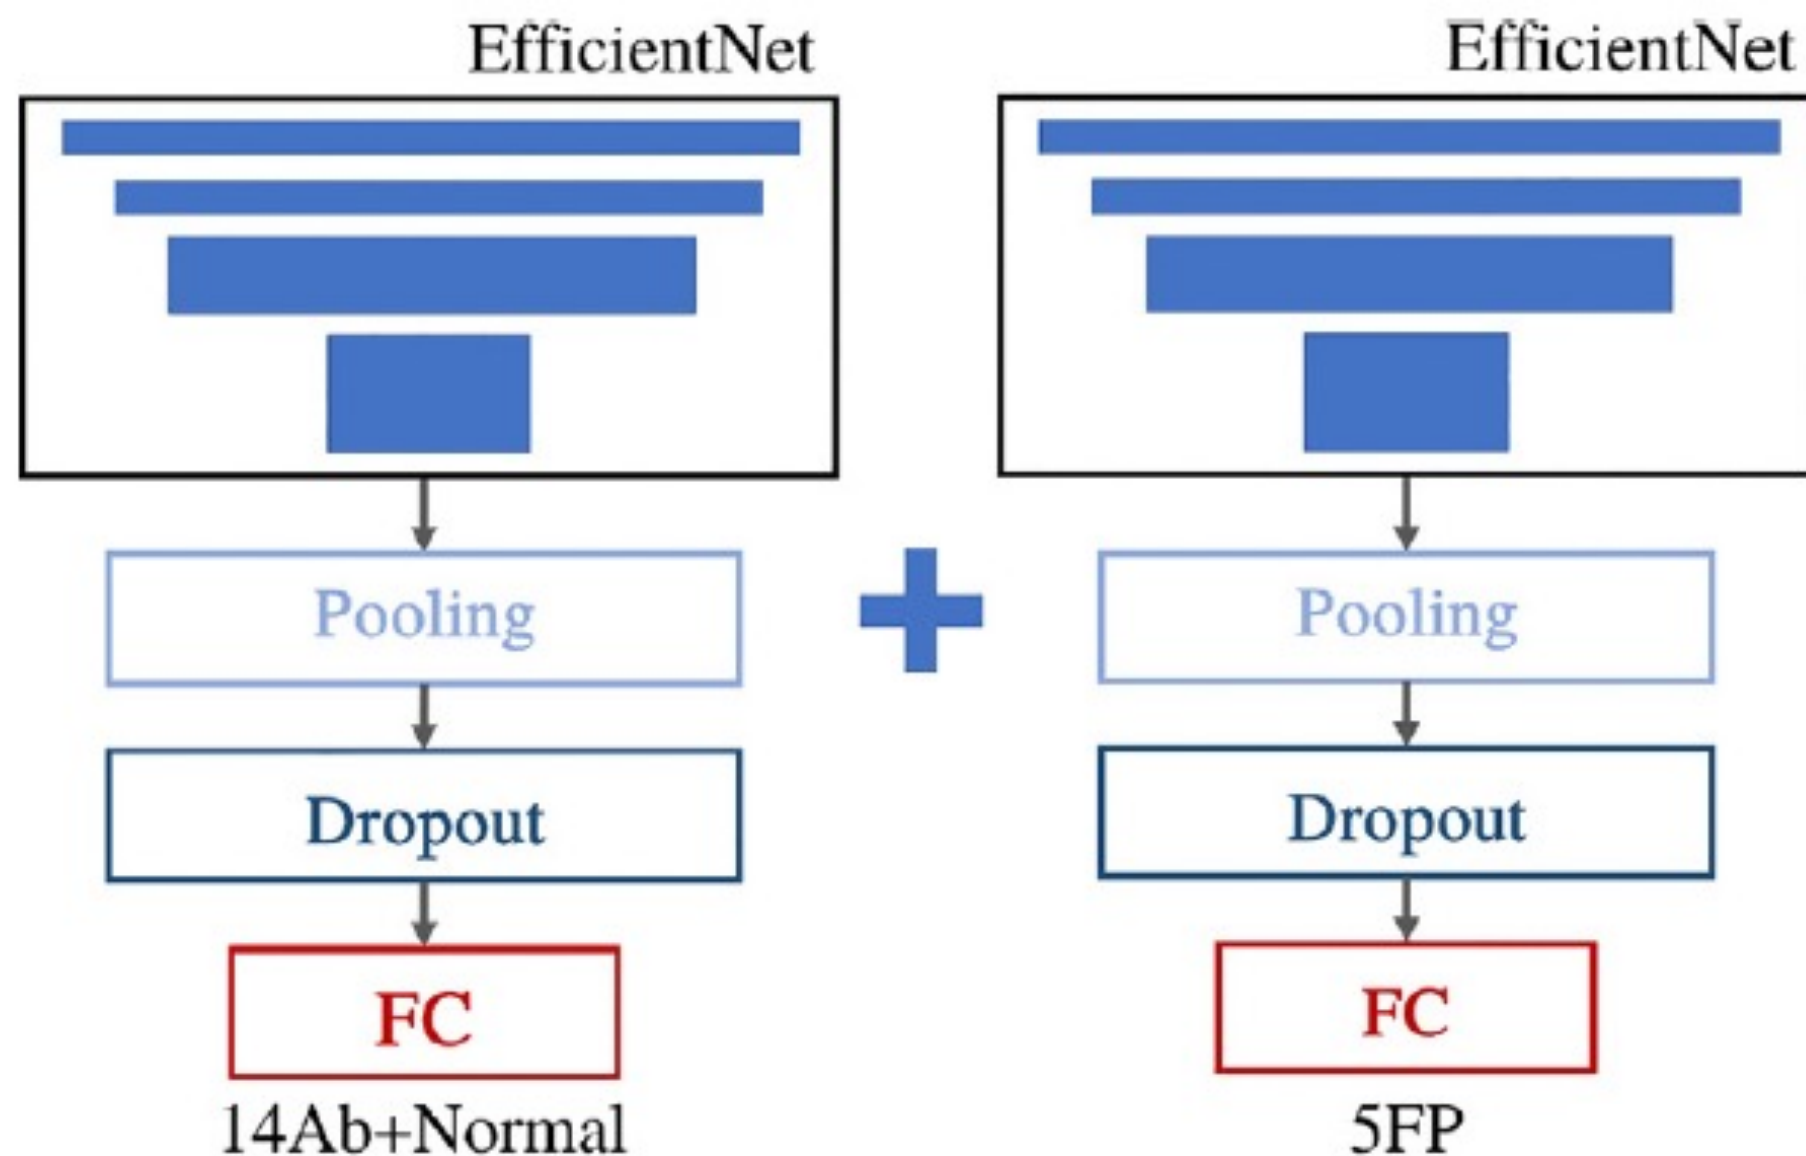 EfficientNet
Pooling
Dropout
FC
14Ab+Normal
EfficientNet
Pooling
Dropout
FC
5FP